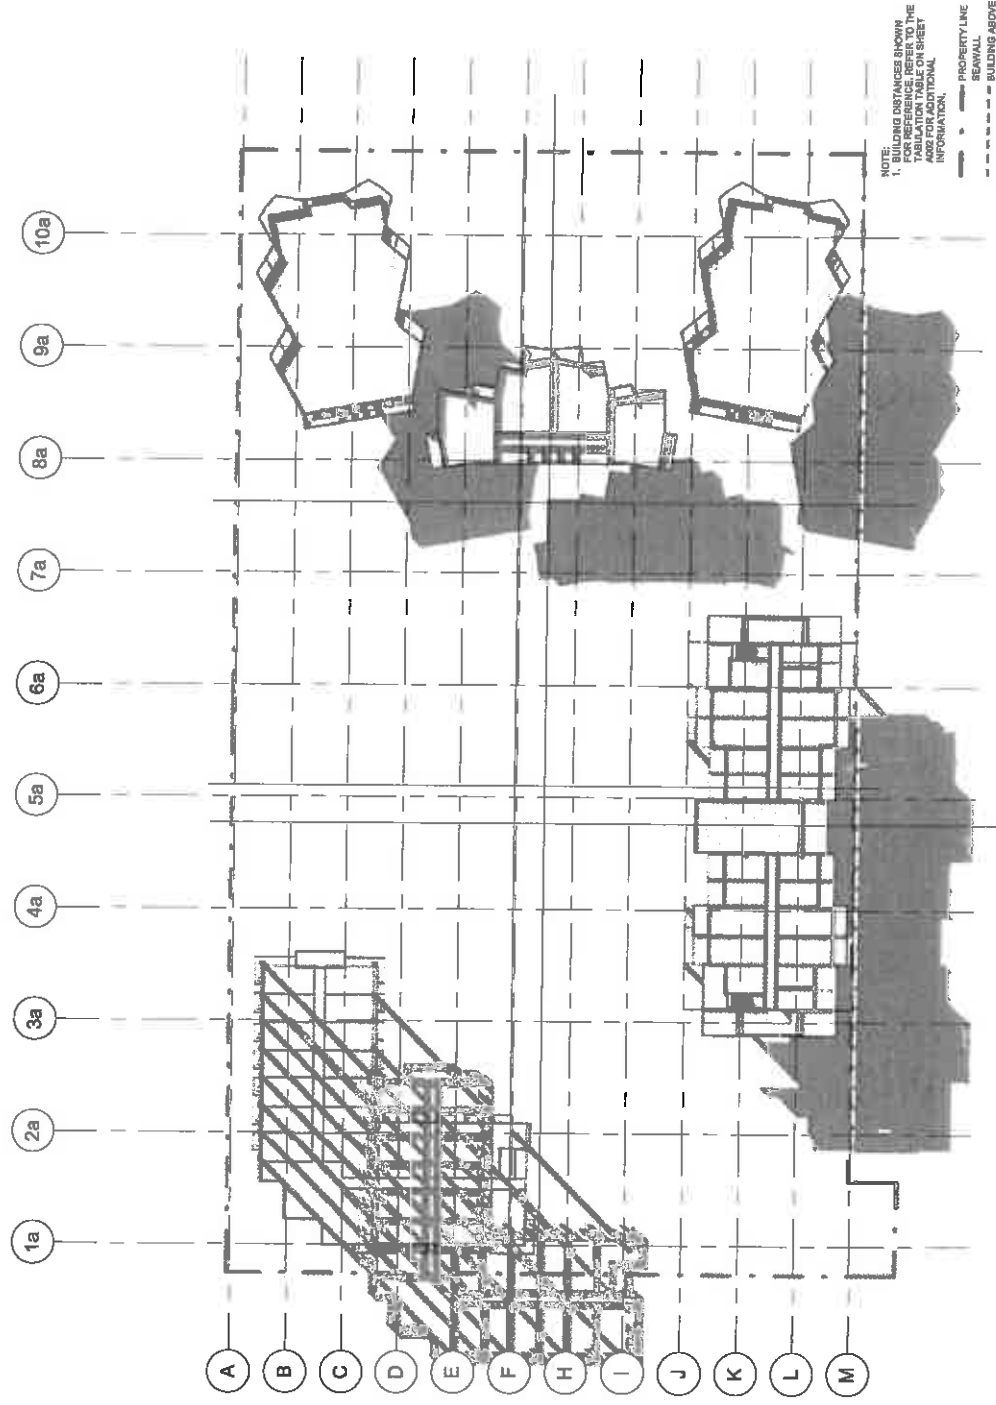 10a
9a
8a
7a
6a
5a
4a
3a
2a
1a
A
B
C
D
E
F
H
I
J
K
L
M
NOTE:
1. BUILDING DISTANCES SHOWN
FOR REFERENCE. REFER TO THE
TABULATION TABLE ON SHEET
A002 FOR ADDITIONAL
INFORMATION.
PROPERTY LINE
SEAWALL
BUILDING ABOVE